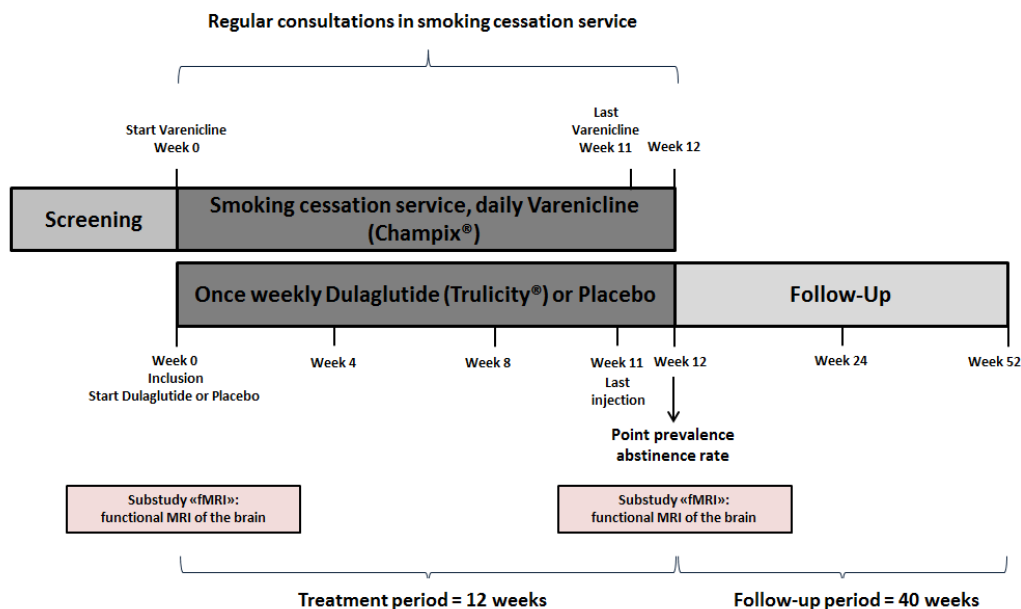 Regular consultations in smoking cessation service
Start Varenicline
Week 0
Last
Varenicline
Week 11
Week 12
Screening
Smoking cessation service, daily Varenicline
(Champix®)
Once weekly Dulaglutide (Trulicity®) or Placebo
Follow-Up
Week 0
Inclusion
Start Dulaglutide or Placebo
Week 4
Week 8
Week 11
Last
injection
Week 12
Week 24
Week 52
Point prevalence
abstinence rate
Substudy «fMRI»:
functional MRI of the brain
Substudy «fMRI»:
functional MRI of the brain
Treatment period = 12 weeks
Follow-up period = 40 weeks